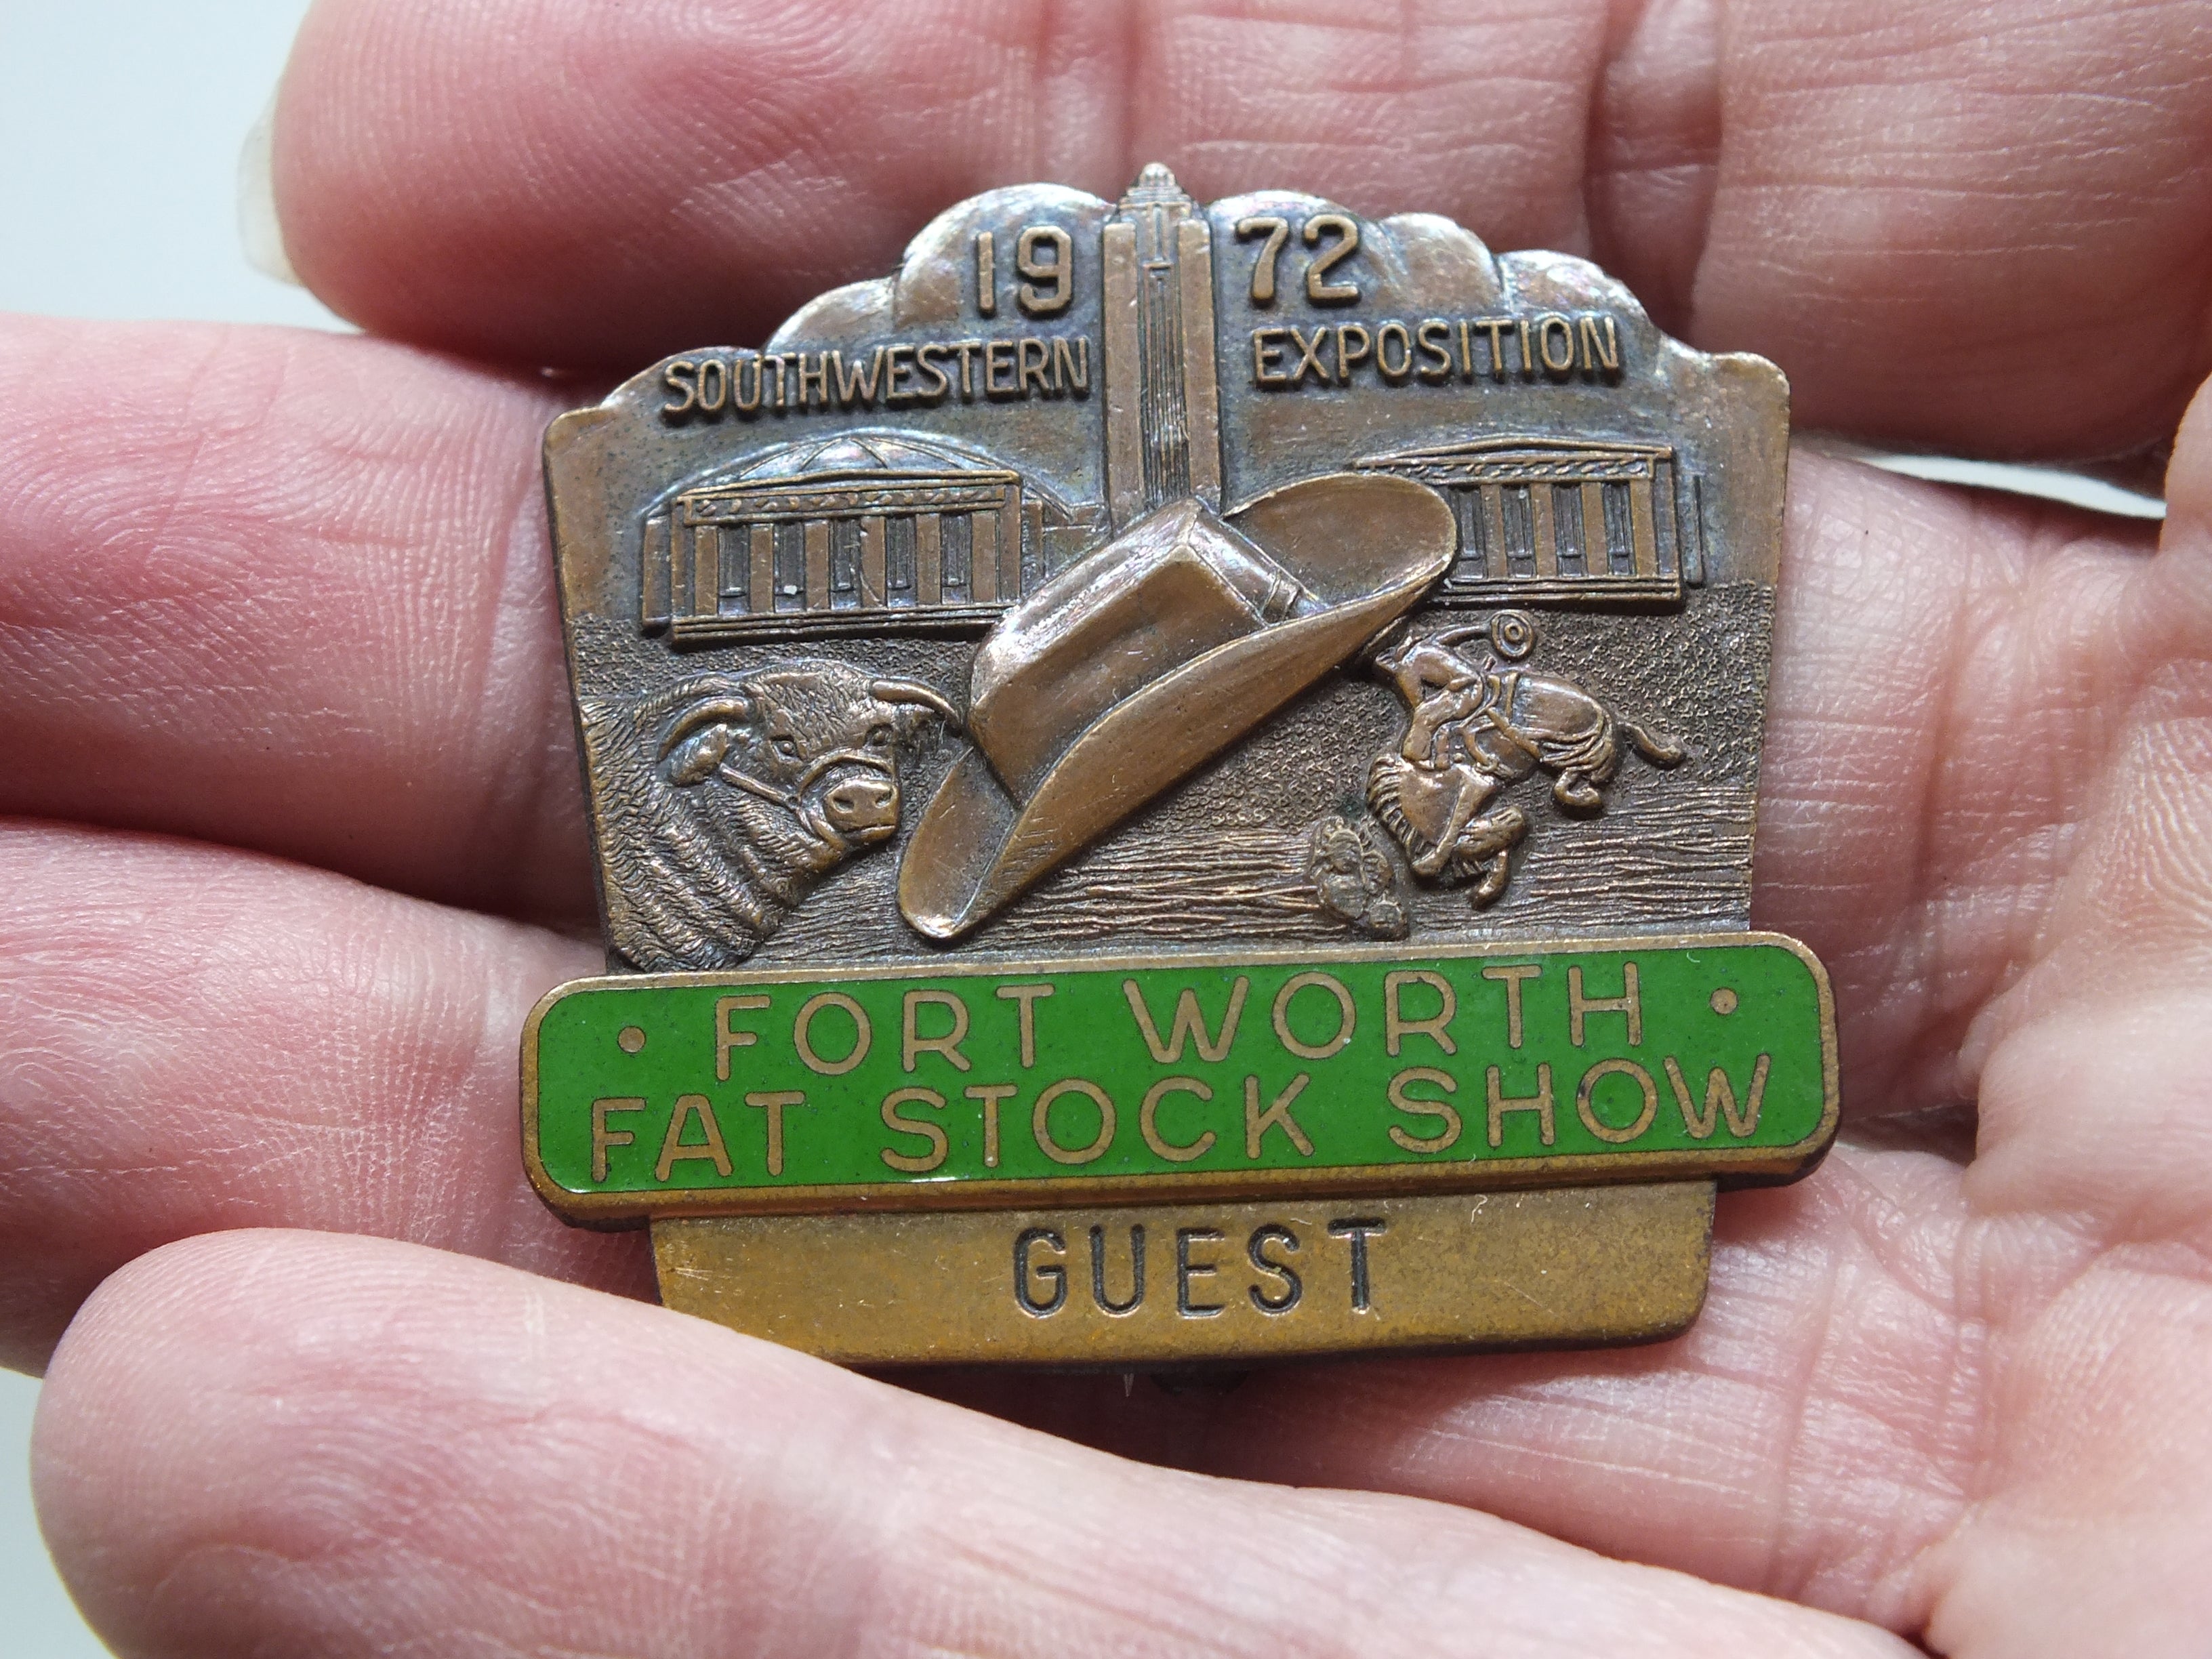 19 72
SOUTHWESTERN EXPOSITION
• FORT WORTH •
FAT STOCK SHOW
GUEST